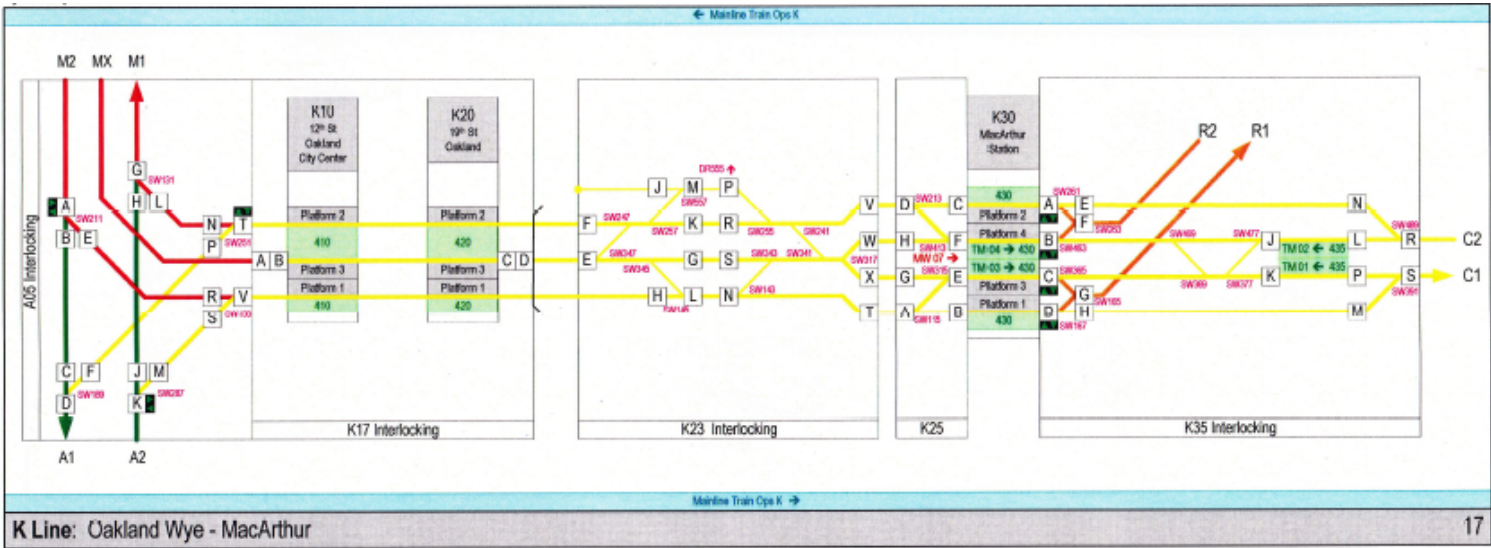 ← Mainline Train Ops K
M2 MX M1
A05 Interlocking
K10
12th St
Oakland
City Center
K20
19th St
Oakland
K30
MacArthur
Station
R2 R1
G
SW131
A
SW211
H L
B E
N T
P
SW251
A B
R V
S
C F
J M
D
SW169
K
SW287
A1 A2
Platform 2
410
Platform 3
Platform 1
410
Platform 2
420
Platform 3
Platform 1
420
C D
K17 Interlocking
DR555 ↑
J M P
SW557
F
SW247
K R
SW257
SW255
SW241
V
E
SW347
SW345
G S
SW343
SW341
W
SW317
X
H L N
SW143
T
K23 Interlocking
D
SW213
C
H
SW413
F
MW 07 →
G
SW315
E
A
SW115
B
K25
430
Platform 2
Platform 4
TM 04 → 430
TM 03 → 430
Platform 3
Platform 1
430
SW261
A E
F
SW263
B
SW463
C
SW365
G
SW165
D H
SW167
SW469
SW477
J
TM 02 ← 435
L
SW369
SW377
K
TM 01 ← 435
P
N
SW489
R
C2
S
C1
SW391
M
K35 Interlocking
Mainline Train Ops K →
K Line: Oakland Wye - MacArthur
17